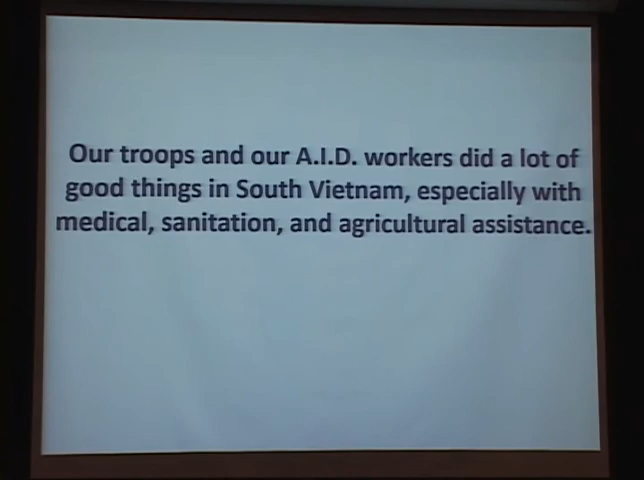 Our troops and our A.I.D. workers did a lot of
good things in South Vietnam, especially with
medical, sanitation, and agricultural assistance.